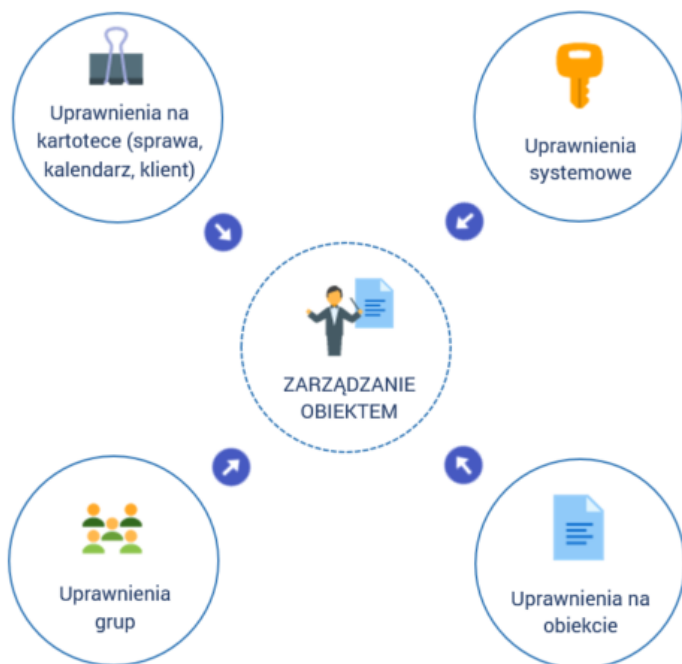 Uprawnienia na
kartotece (sprawa,
kalendarz, klient)
Uprawnienia
systemowe
ZARZĄDZANIE
OBIEKTEM
Uprawnienia
grup
Uprawnienia na
obiekcie